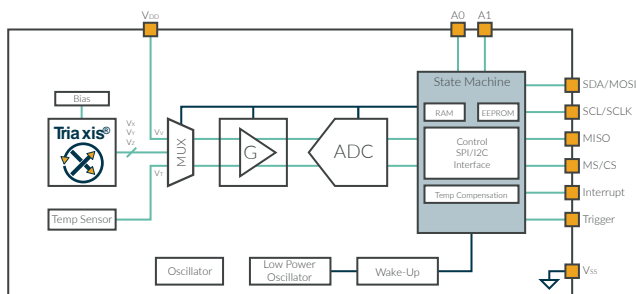 VDD
A0
A1
Bias
Triaxis®
VX
VY
VZ
VV
VT
Temp Sensor
MUX
G
ADC
State Machine
RAM
EEPROM
Control
SPI/I2C
Interface
Temp Compensation
SDA/MOSI
SCL/SCLK
MISO
MS/CS
Interrupt
Trigger
VSS
Oscillator
Low Power
Oscillator
Wake-Up